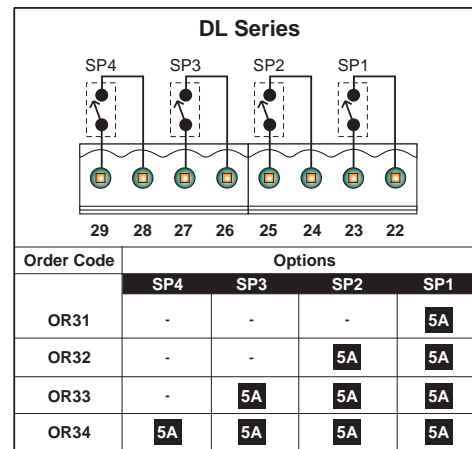 DL Series
SP4 SP3 SP2 SP1
29 28 27 26 25 24 23 22
Order Code Options
SP4 SP3 SP2 SP1
OR31 - - - 5A
OR32 - - 5A 5A
OR33 - 5A 5A 5A
OR34 5A 5A 5A 5A